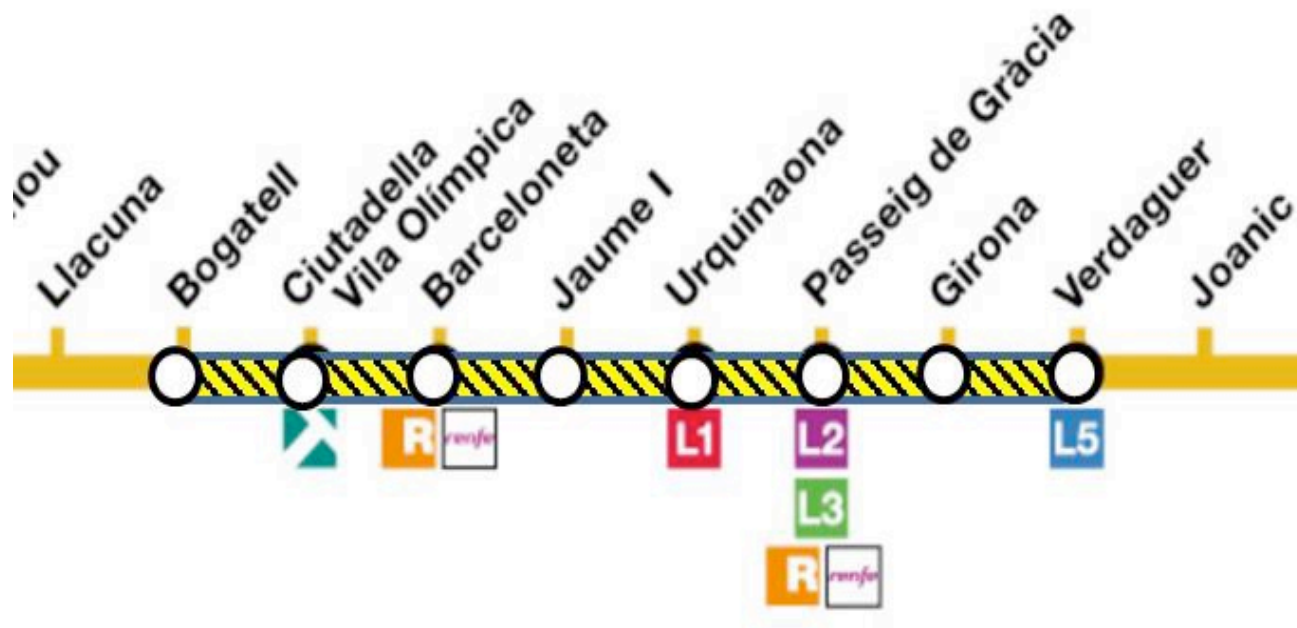 Llacuna
Bogatell
Ciutadella
Vila Olímpica
Barceloneta
Jaume I
Urquinaona
Passeig de Gràcia
Girona
Verdaguer
Joanic
R renfe
L1
L2
L5
L3
R renfe